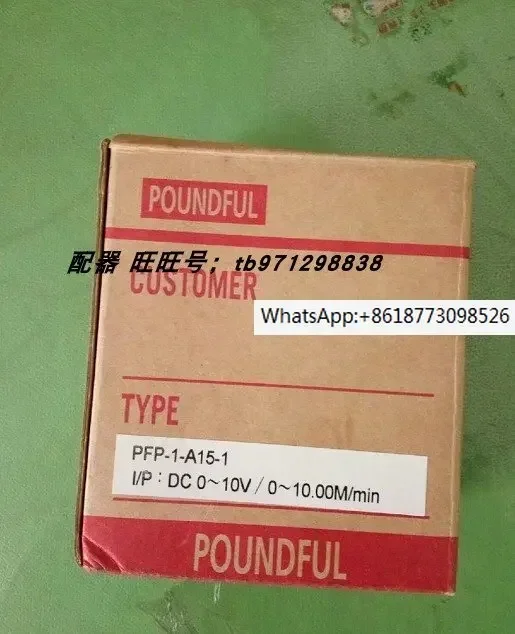 POUNDFUL
配器 旺旺号；tb971298838
CUSTOMER
WhatsApp:+8618773098526
TYPE
PFP-1-A15-1
I/P：DC 0～10V / 0～10.00M/min
POUNDFUL